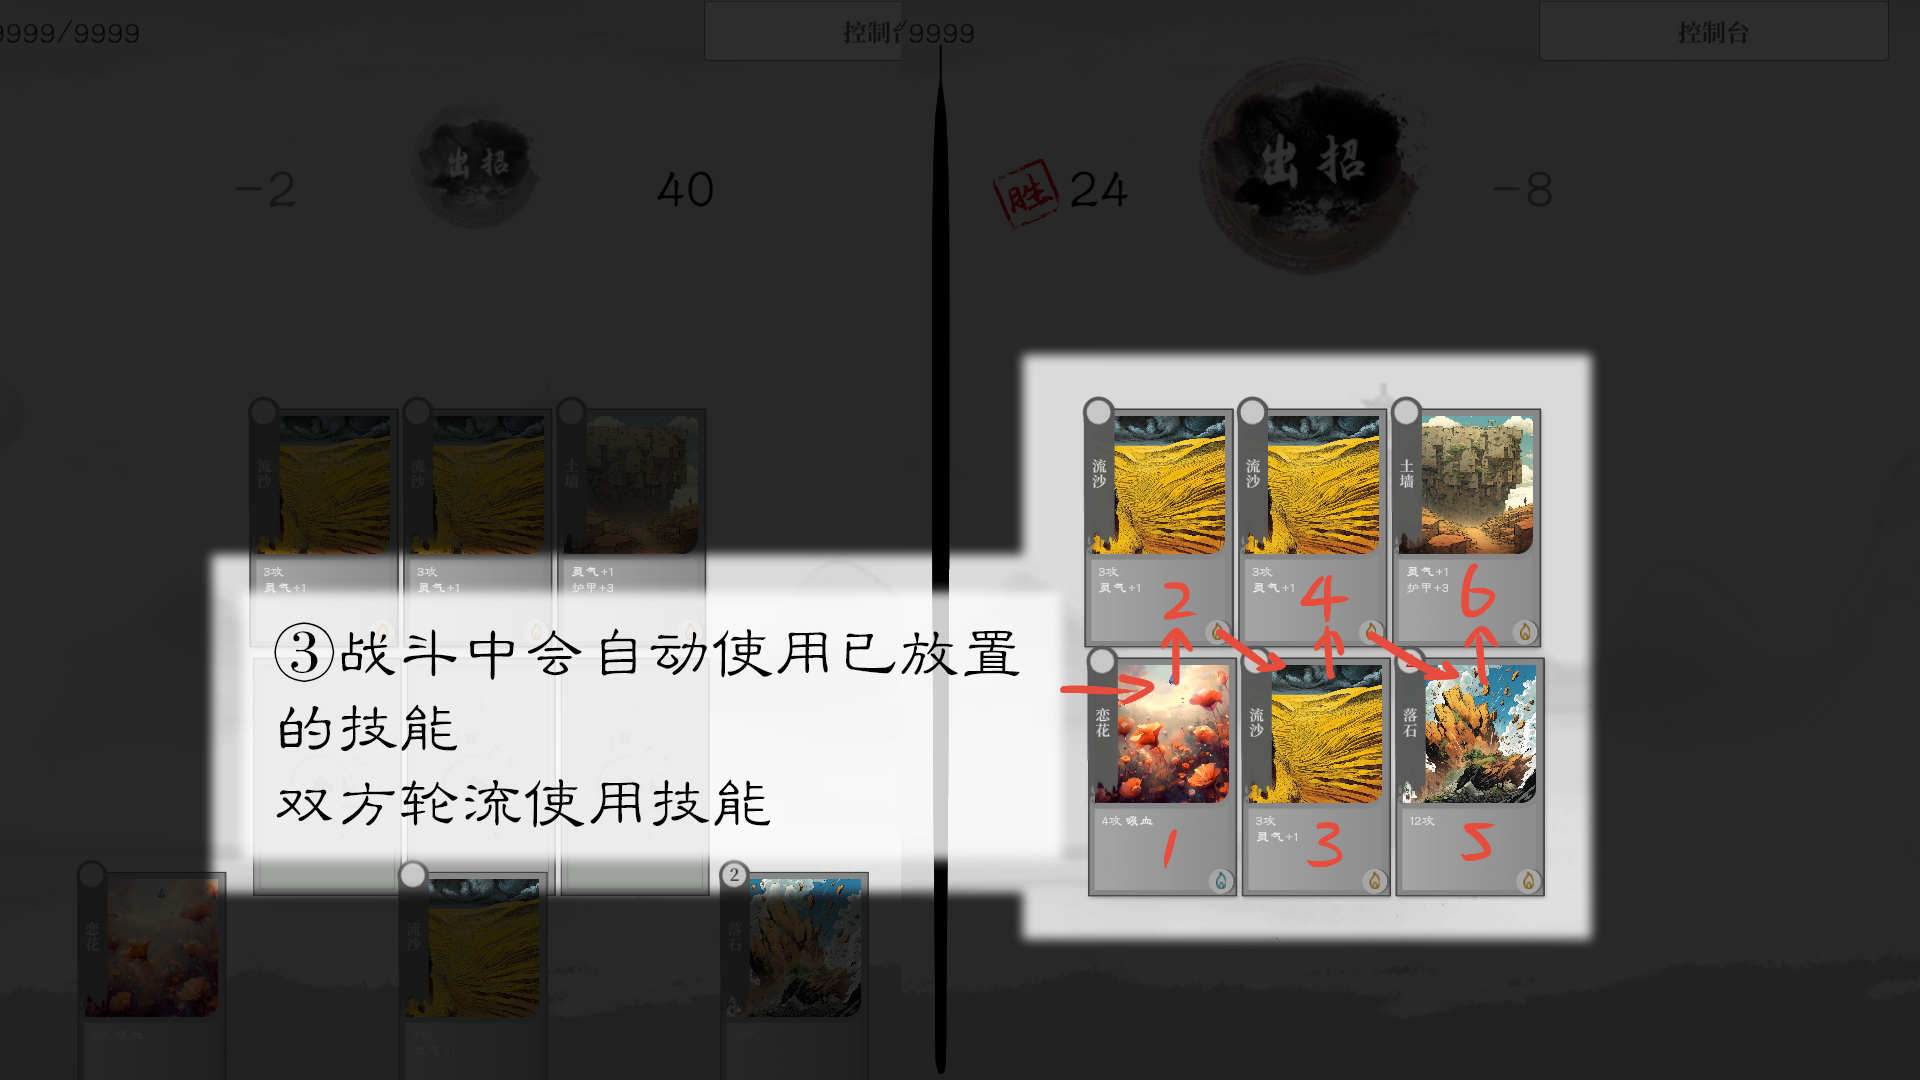 9999/9999
控制台
/9999
控制台
出招
-2
40
胜
24
出招
-8
流沙
3攻
灵气+1
流沙
3攻
灵气+1
土墙
灵气+1
护甲+3
流沙
3攻
灵气+1
2
流沙
3攻
灵气+1
4
土墙
灵气+1
护甲+3
6
③战斗中会自动使用已放置
的技能
双方轮流使用技能
恋花
4攻 吸血
1
流沙
3攻
灵气+1
3
落石
12攻
5
恋花
流沙
2
落石